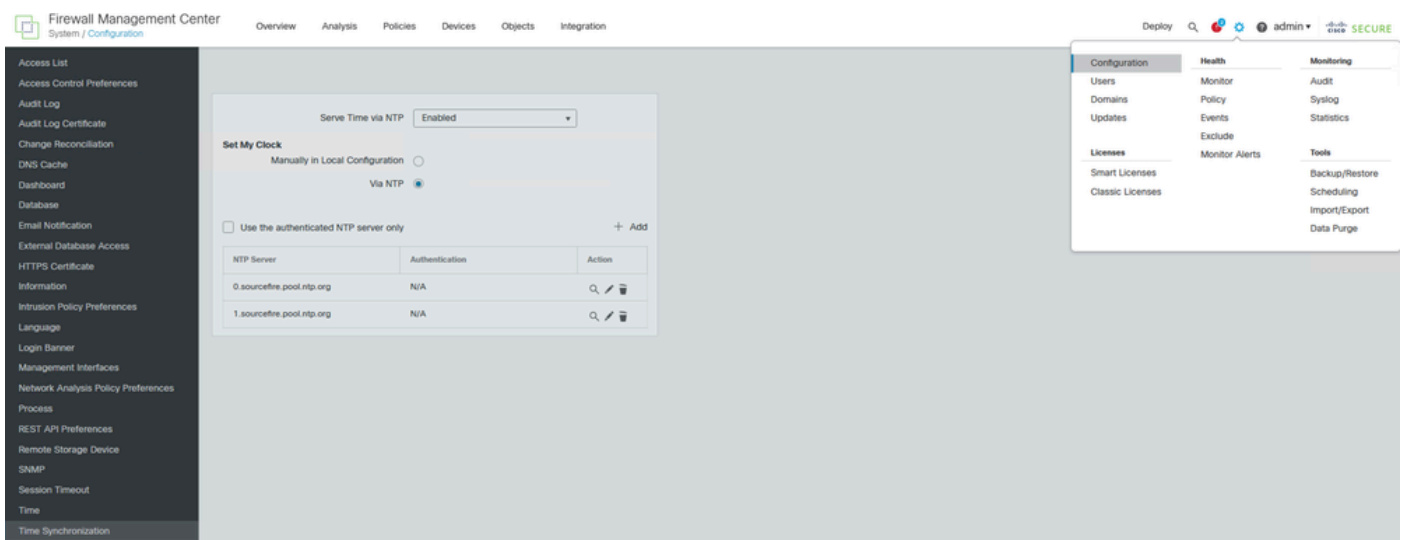 Firewall Management Center
System / Configuration
Overview Analysis Policies Devices Objects Integration
Deploy admin SECURE
Access List
Access Control Preferences
Audit Log
Audit Log Certificate
Change Reconciliation
DNS Cache
Dashboard
Database
Email Notification
External Database Access
HTTPS Certificate
Information
Intrusion Policy Preferences
Language
Login Banner
Management Interfaces
Network Analysis Policy Preferences
Process
REST API Preferences
Remote Storage Device
SNMP
Session Timeout
Time
Time Synchronization
Serve Time via NTP Enabled
Set My Clock
Manually in Local Configuration
Via NTP
Use the authenticated NTP server only + Add
NTP Server Authentication Action
0.sourcefire.pool.ntp.org N/A
1.sourcefire.pool.ntp.org N/A
Configuration
Users
Domains
Updates
Licenses
Smart Licenses
Classic Licenses
Health
Monitor
Policy
Events
Exclude
Monitor Alerts
Monitoring
Audit
Syslog
Statistics
Tools
Backup/Restore
Scheduling
Import/Export
Data Purge